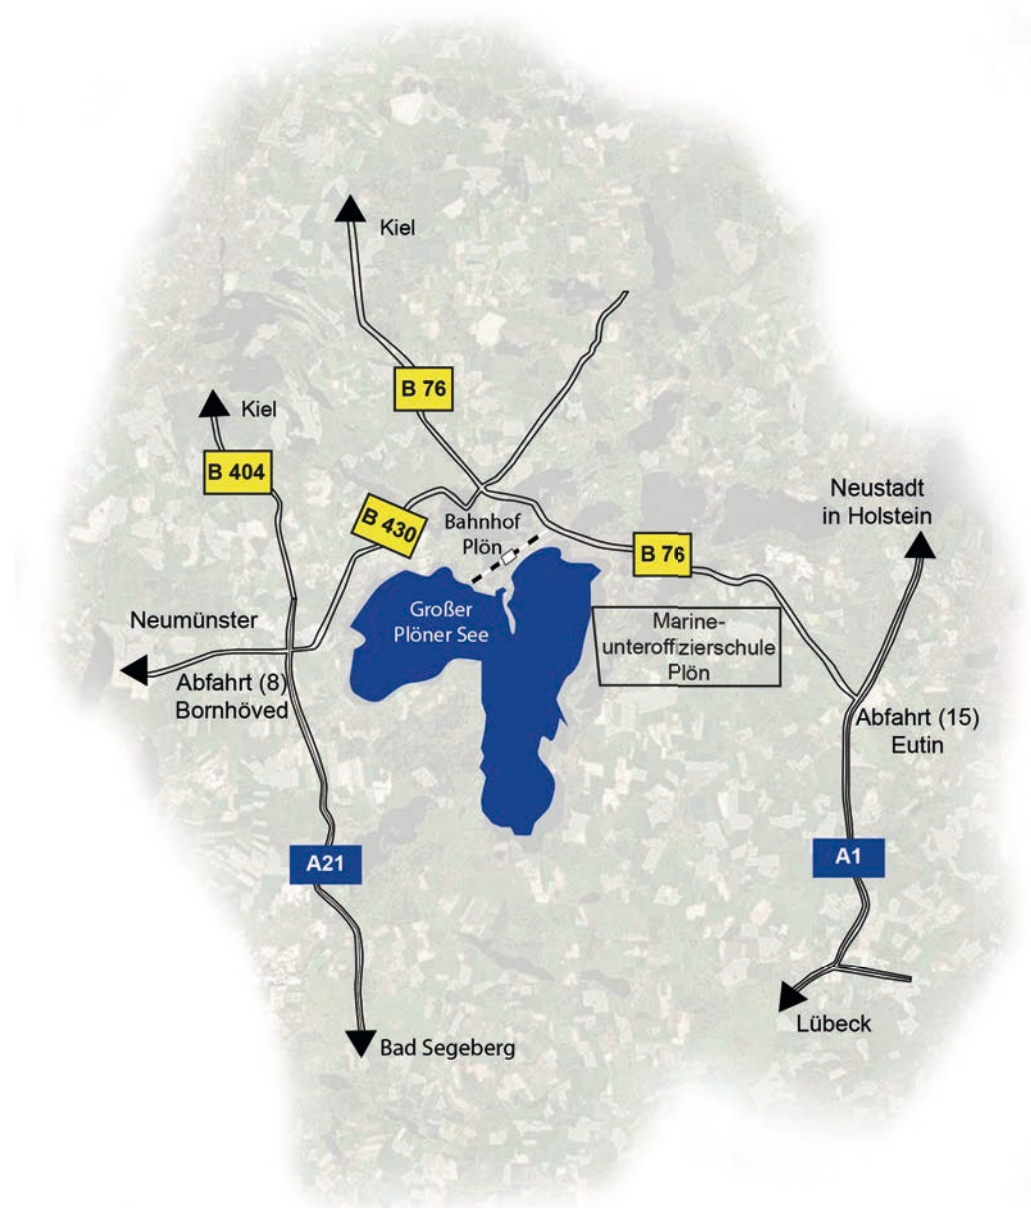 Kiel
B 76
Kiel
B 404
Neustadt
in Holstein
B 430
Bahnhof
Plön
B 76
Großer
Plöner See
Neumünster
Marine-
unteroffizierschule
Plön
Abfahrt (8)
Bornhöved
Abfahrt (15)
Eutin
A21
A1
Lübeck
Bad Segeberg